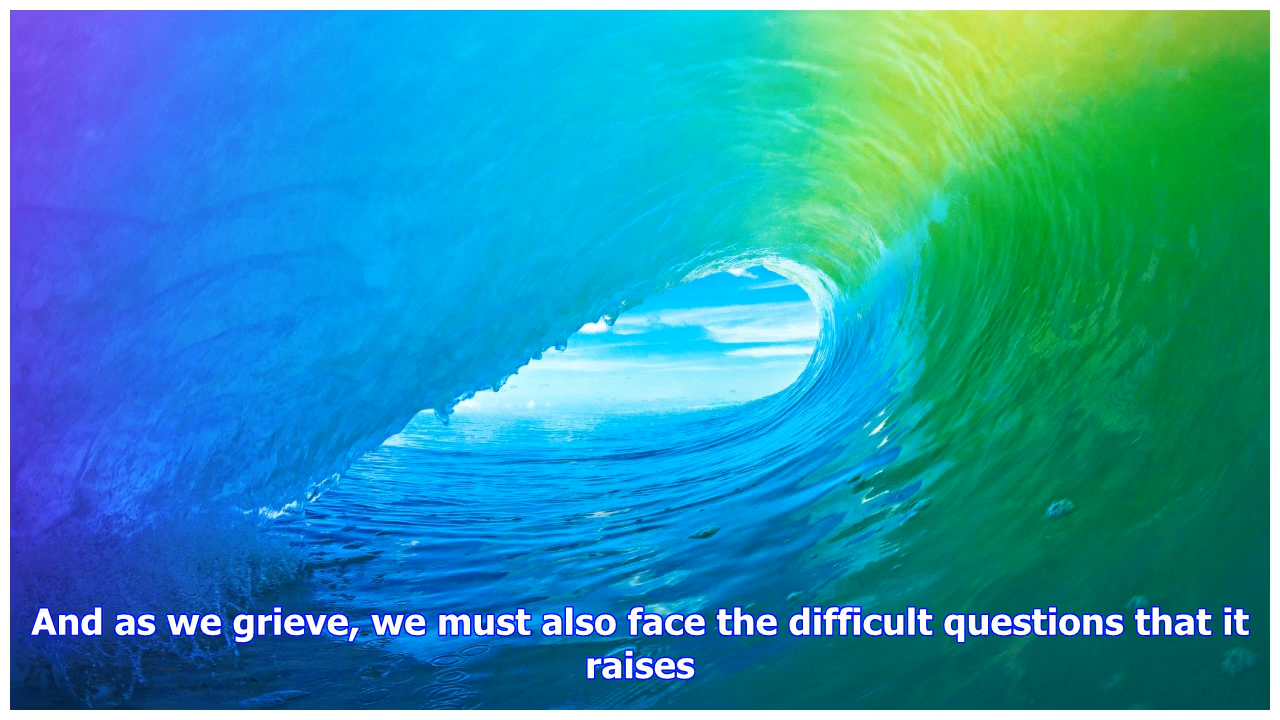 And as we grieve, we must also face the difficult questions that it
raises